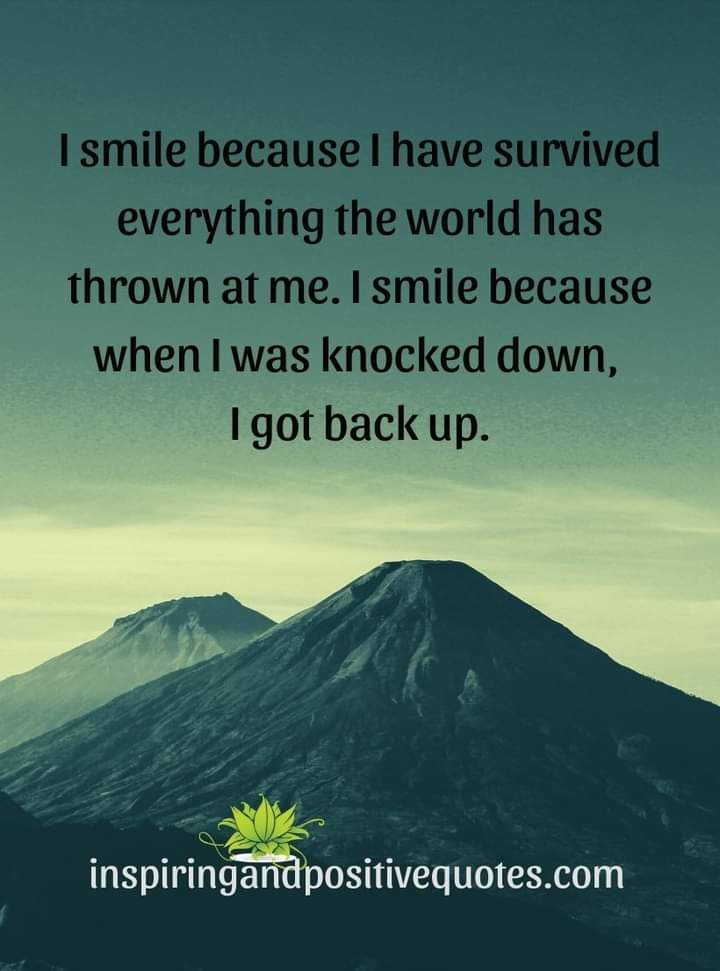 I smile because I have survived
everything the world has
thrown at me. I smile because
when I was knocked down,
I got back up.
inspiringandpositivequotes.com